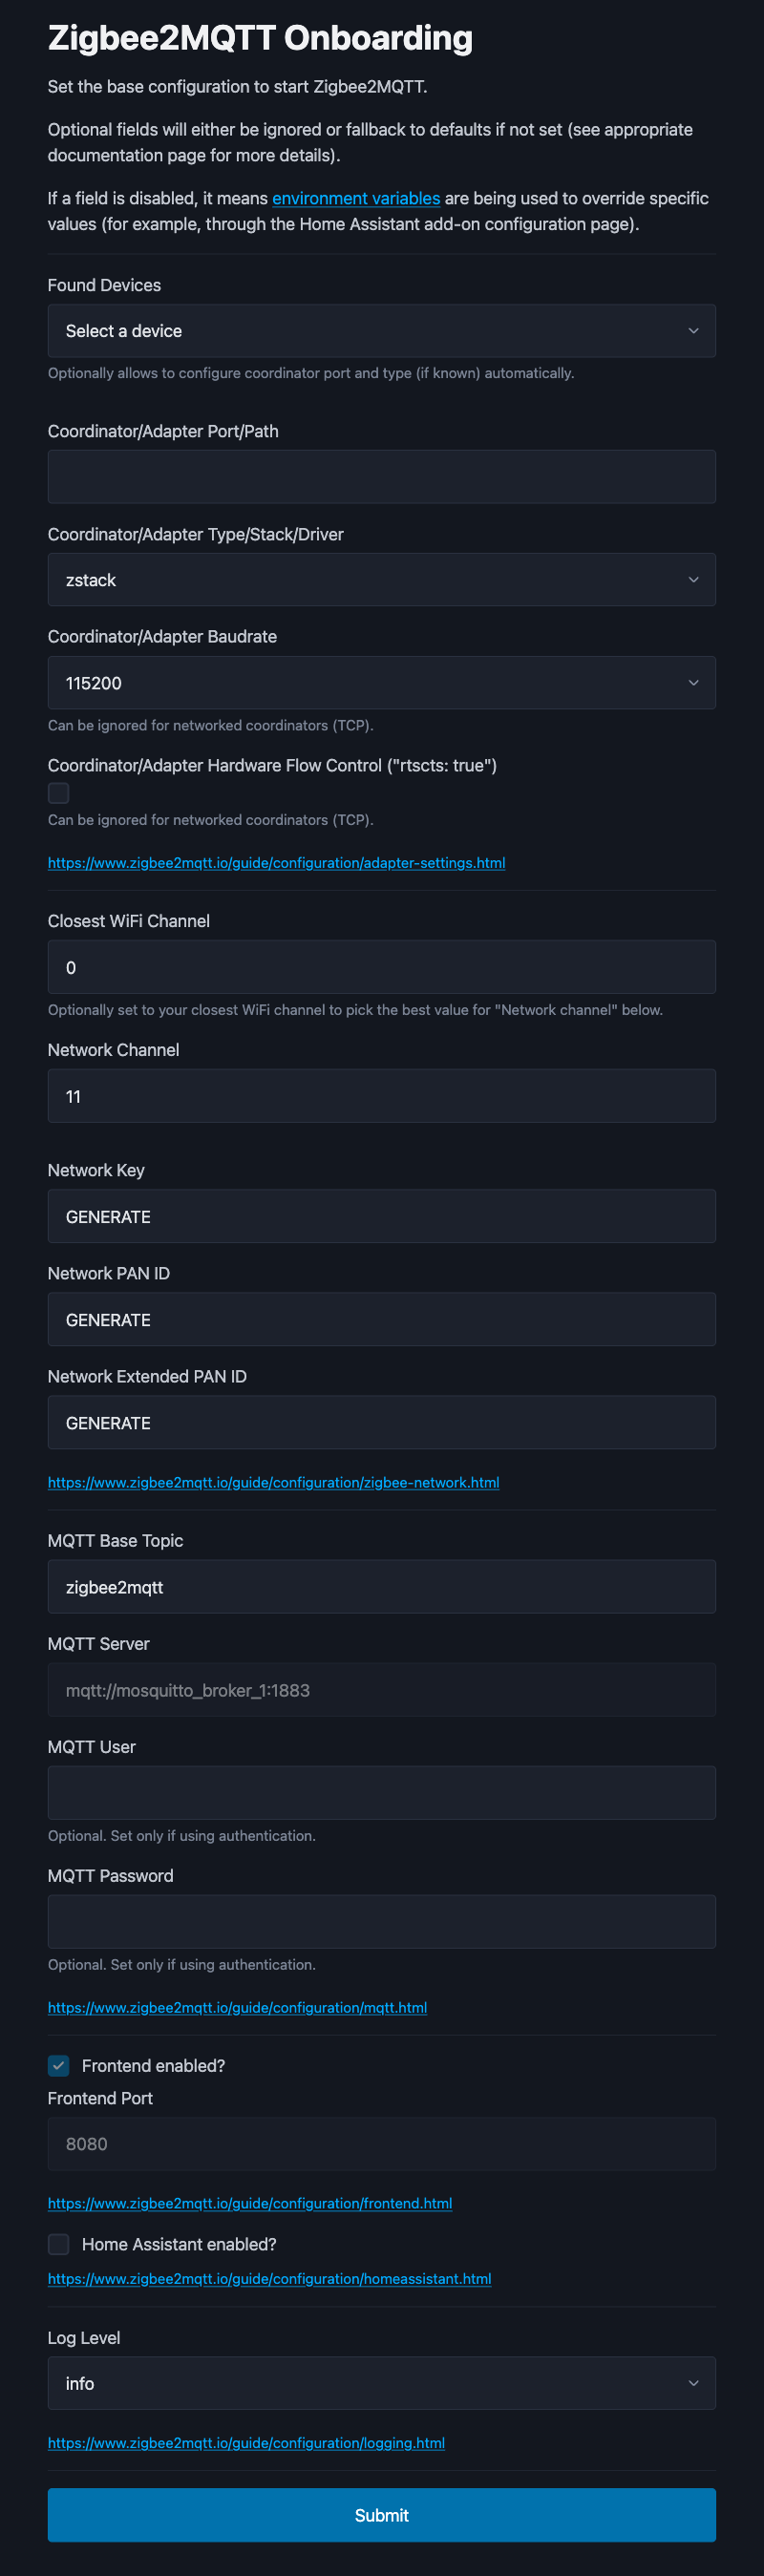 Zigbee2MQTT Onboarding
Set the base configuration to start Zigbee2MQTT.
Optional fields will either be ignored or fallback to defaults if not set (see appropriate
documentation page for more details).
If a field is disabled, it means environment variables are being used to override specific
values (for example, through the Home Assistant add-on configuration page).
Found Devices
Select a device
Optionally allows to configure coordinator port and type (if known) automatically.
Coordinator/Adapter Port/Path
Coordinator/Adapter Type/Stack/Driver
zstack
Coordinator/Adapter Baudrate
115200
Can be ignored for networked coordinators (TCP).
Coordinator/Adapter Hardware Flow Control ("rtscts: true")
Can be ignored for networked coordinators (TCP).
https://www.zigbee2mqtt.io/guide/configuration/adapter-settings.html
Closest WiFi Channel
0
Optionally set to your closest WiFi channel to pick the best value for "Network channel" below.
Network Channel
11
Network Key
GENERATE
Network PAN ID
GENERATE
Network Extended PAN ID
GENERATE
https://www.zigbee2mqtt.io/guide/configuration/zigbee-network.html
MQTT Base Topic
zigbee2mqtt
MQTT Server
mqtt://mosquitto_broker_1:1883
MQTT User
Optional. Set only if using authentication.
MQTT Password
Optional. Set only if using authentication.
https://www.zigbee2mqtt.io/guide/configuration/mqtt.html
Frontend enabled?
Frontend Port
8080
https://www.zigbee2mqtt.io/guide/configuration/frontend.html
Home Assistant enabled?
https://www.zigbee2mqtt.io/guide/configuration/homeassistant.html
Log Level
info
https://www.zigbee2mqtt.io/guide/configuration/logging.html
Submit